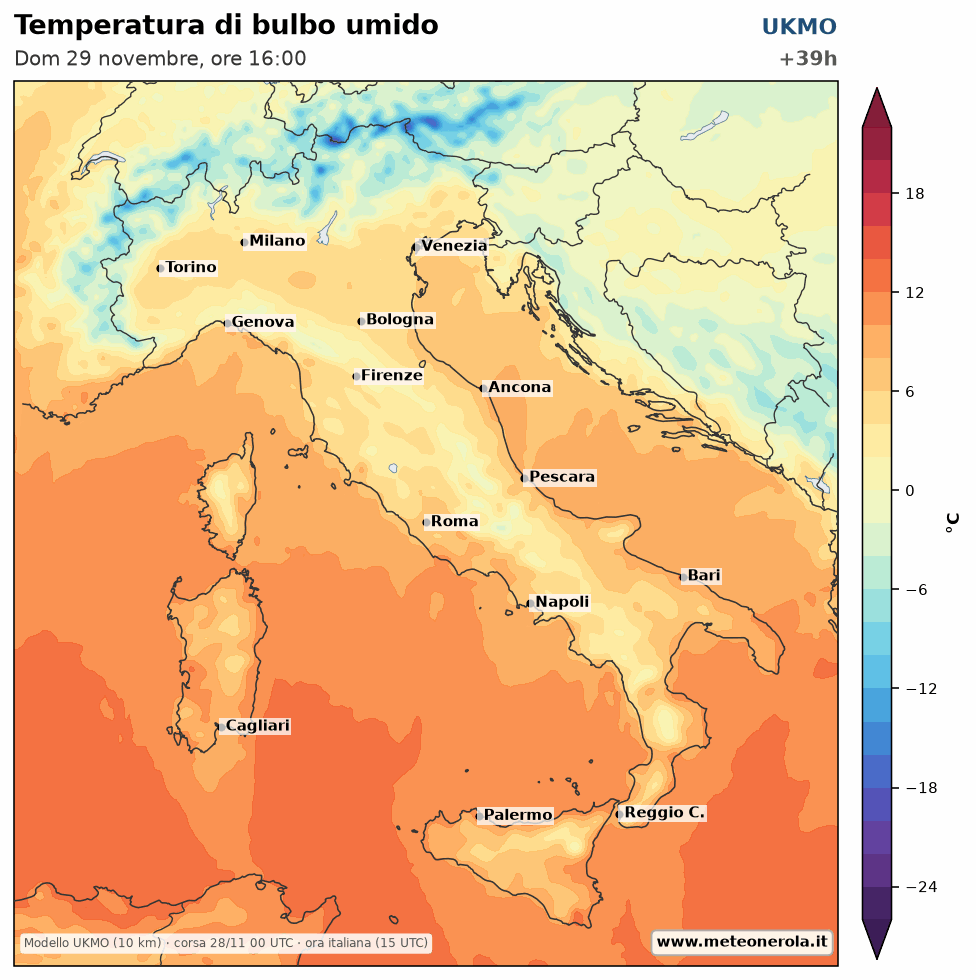 Temperatura di bulbo umido
UKMO
Dom 29 novembre, ore 16:00
+39h
Milano
Venezia
Torino
Genova
Bologna
Firenze
Ancona
Pescara
Roma
Bari
Napoli
Cagliari
Palermo
Reggio C.
18
12
6
0
−6
−12
−18
−24
°C
Modello UKMO (10 km) · corsa 28/11 00 UTC · ora italiana (15 UTC)
www.meteonerola.it